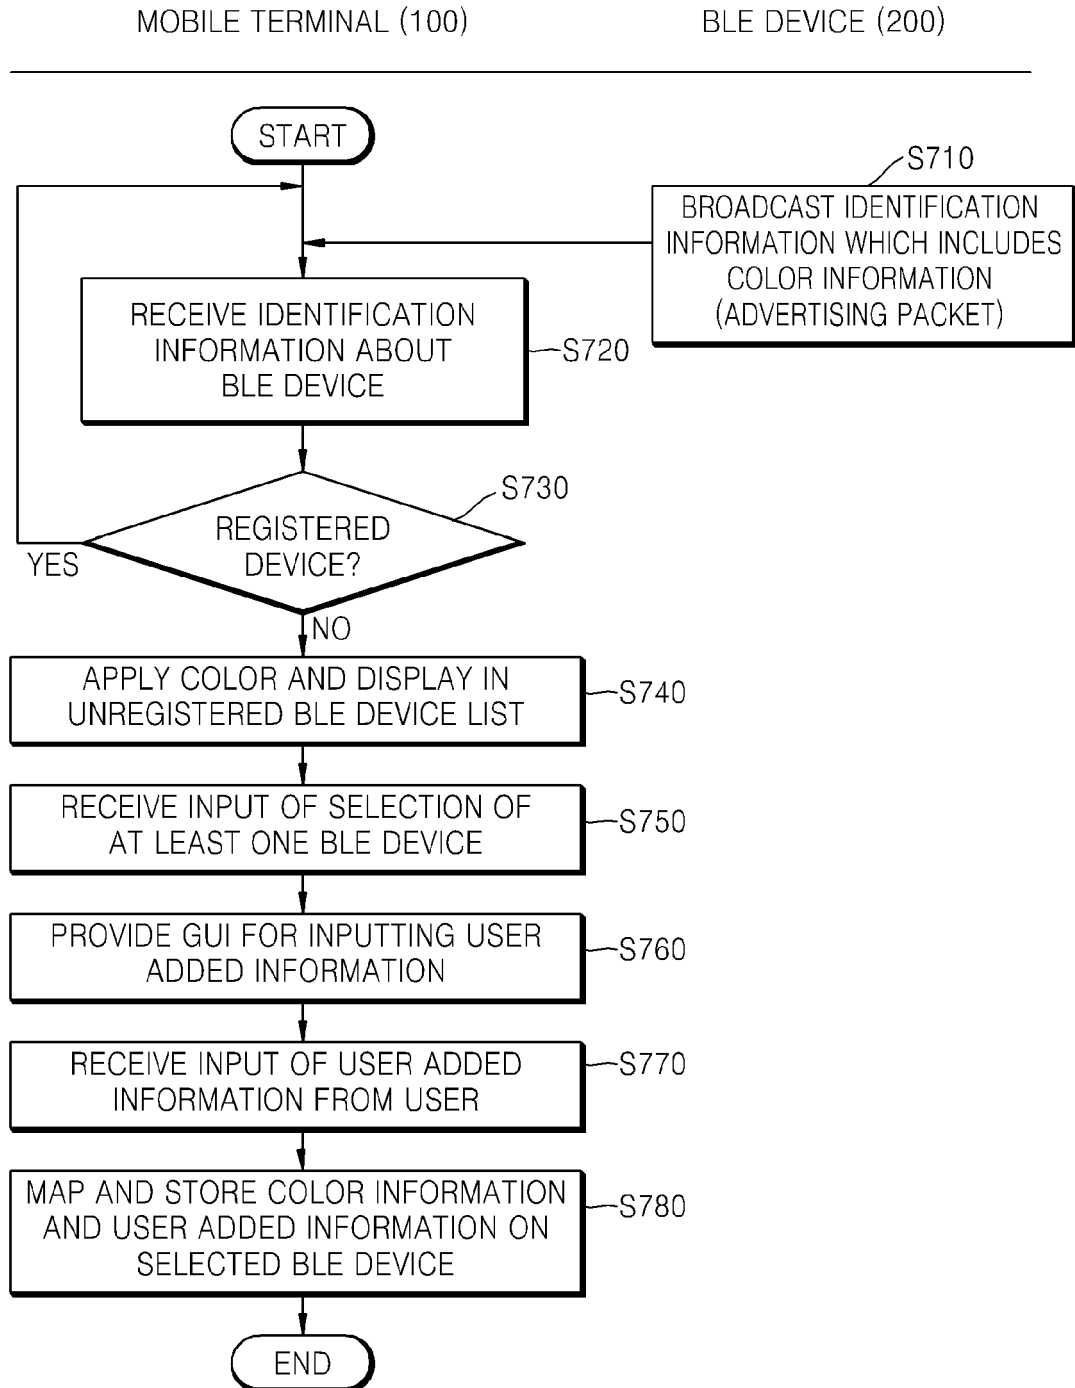 MOBILE TERMINAL (100)
BLE DEVICE (200)
START
S710
BROADCAST IDENTIFICATION
INFORMATION WHICH INCLUDES
COLOR INFORMATION
(ADVERTISING PACKET)
RECEIVE IDENTIFICATION
INFORMATION ABOUT
BLE DEVICE
S720
S730
REGISTERED
DEVICE?
YES
NO
APPLY COLOR AND DISPLAY IN
UNREGISTERED BLE DEVICE LIST
S740
RECEIVE INPUT OF SELECTION OF
AT LEAST ONE BLE DEVICE
S750
PROVIDE GUI FOR INPUTTING USER
ADDED INFORMATION
S760
RECEIVE INPUT OF USER ADDED
INFORMATION FROM USER
S770
MAP AND STORE COLOR INFORMATION
AND USER ADDED INFORMATION ON
SELECTED BLE DEVICE
S780
END